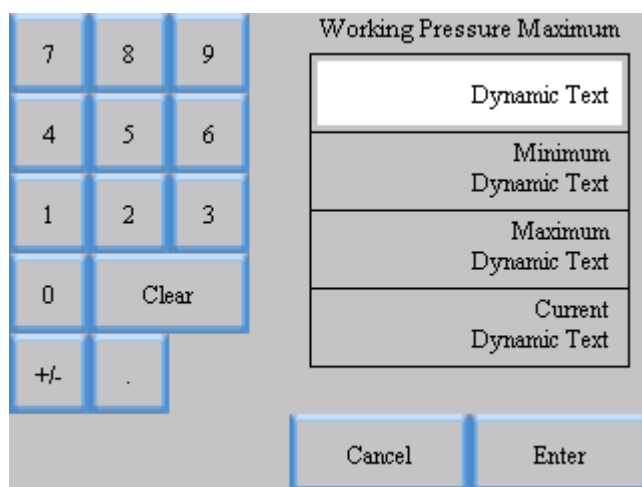 Working Pressure Maximum
7 8 9
4 5 6
1 2 3
0 Clear
+/- .
Dynamic Text
Minimum
Dynamic Text
Maximum
Dynamic Text
Current
Dynamic Text
Cancel Enter